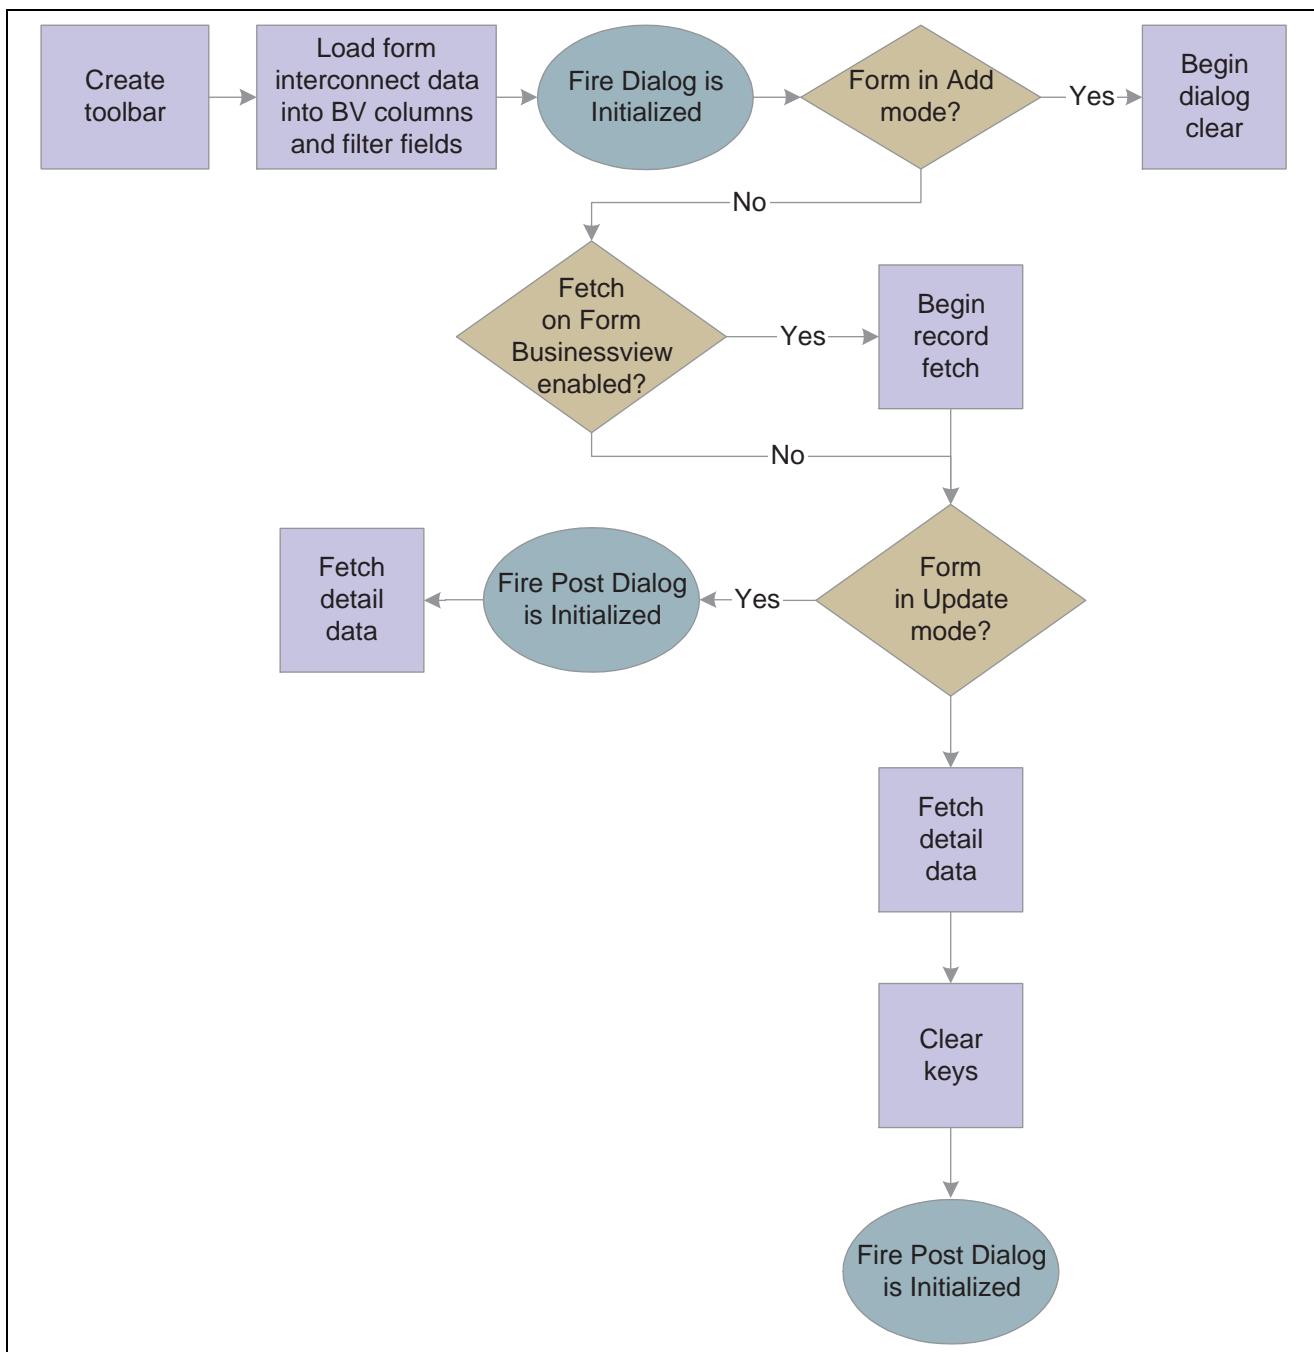 Create
toolbar
Load form
interconnect data
into BV columns
and filter fields
Fire Dialog is
Initialized
Form in Add
mode?
Yes
Begin
dialog
clear
No
Fetch
on Form
Businessview
enabled?
Yes
Begin
record
fetch
No
Form
in Update
mode?
Yes
Fire Post Dialog
is Initialized
Fetch
detail
data
Fetch
detail
data
Clear
keys
Fire Post Dialog
is Initialized